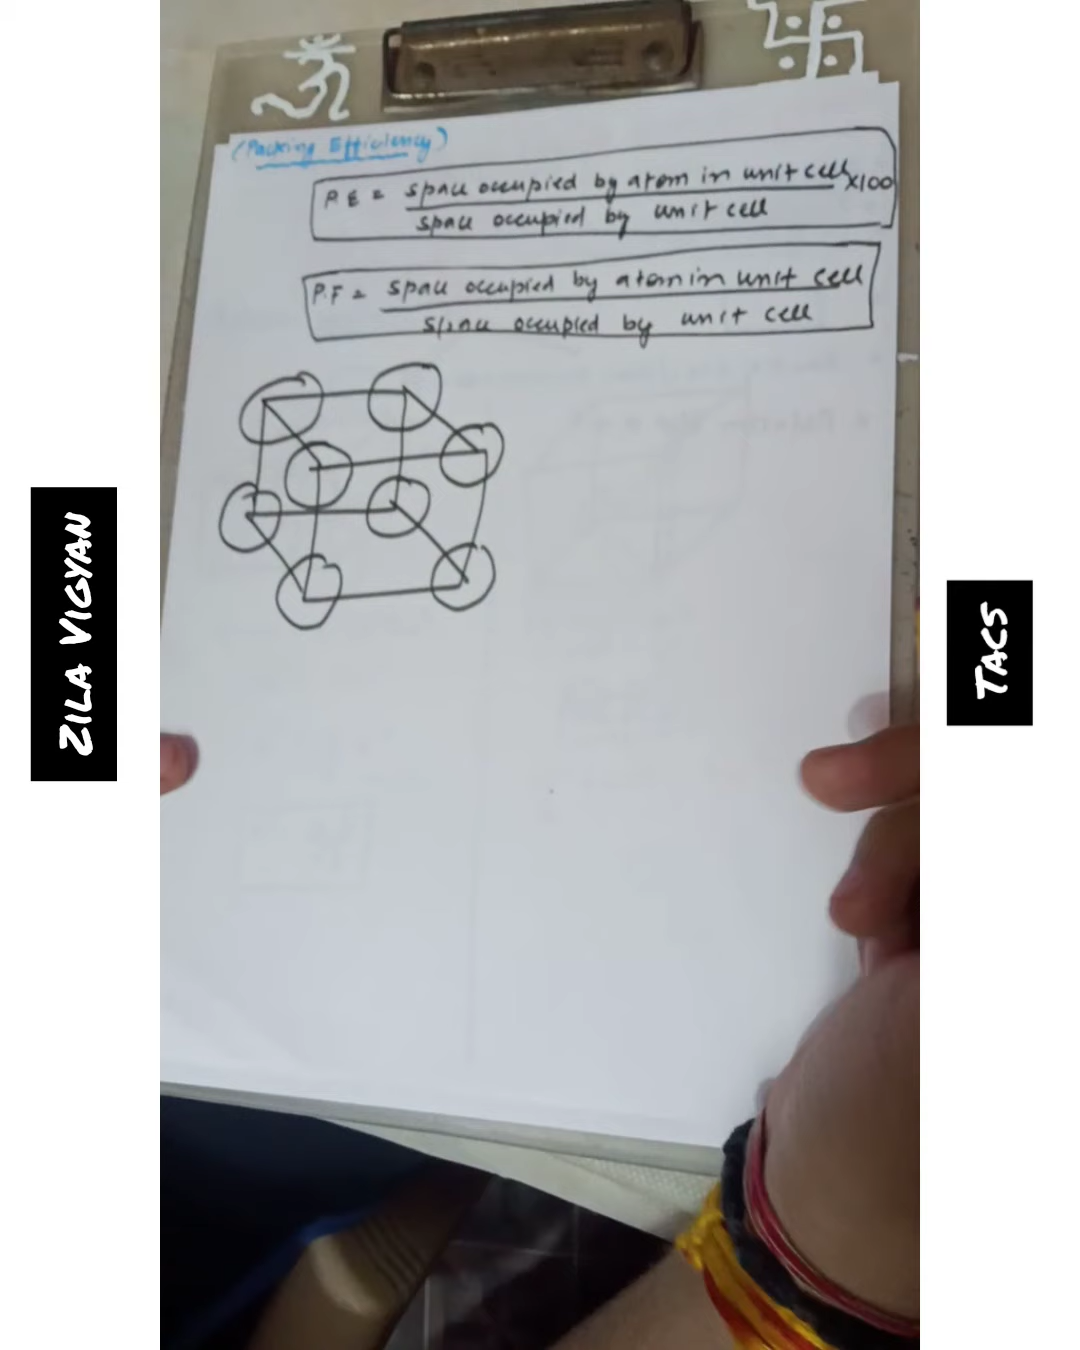 ॐ
(Packing Efficiency)
P.E = space occupied by atom in unit cell x100
space occupied by unit cell
P.F = space occupied by atom in unit cell
space occupied by unit cell
ZILA VIGYAN
TACS